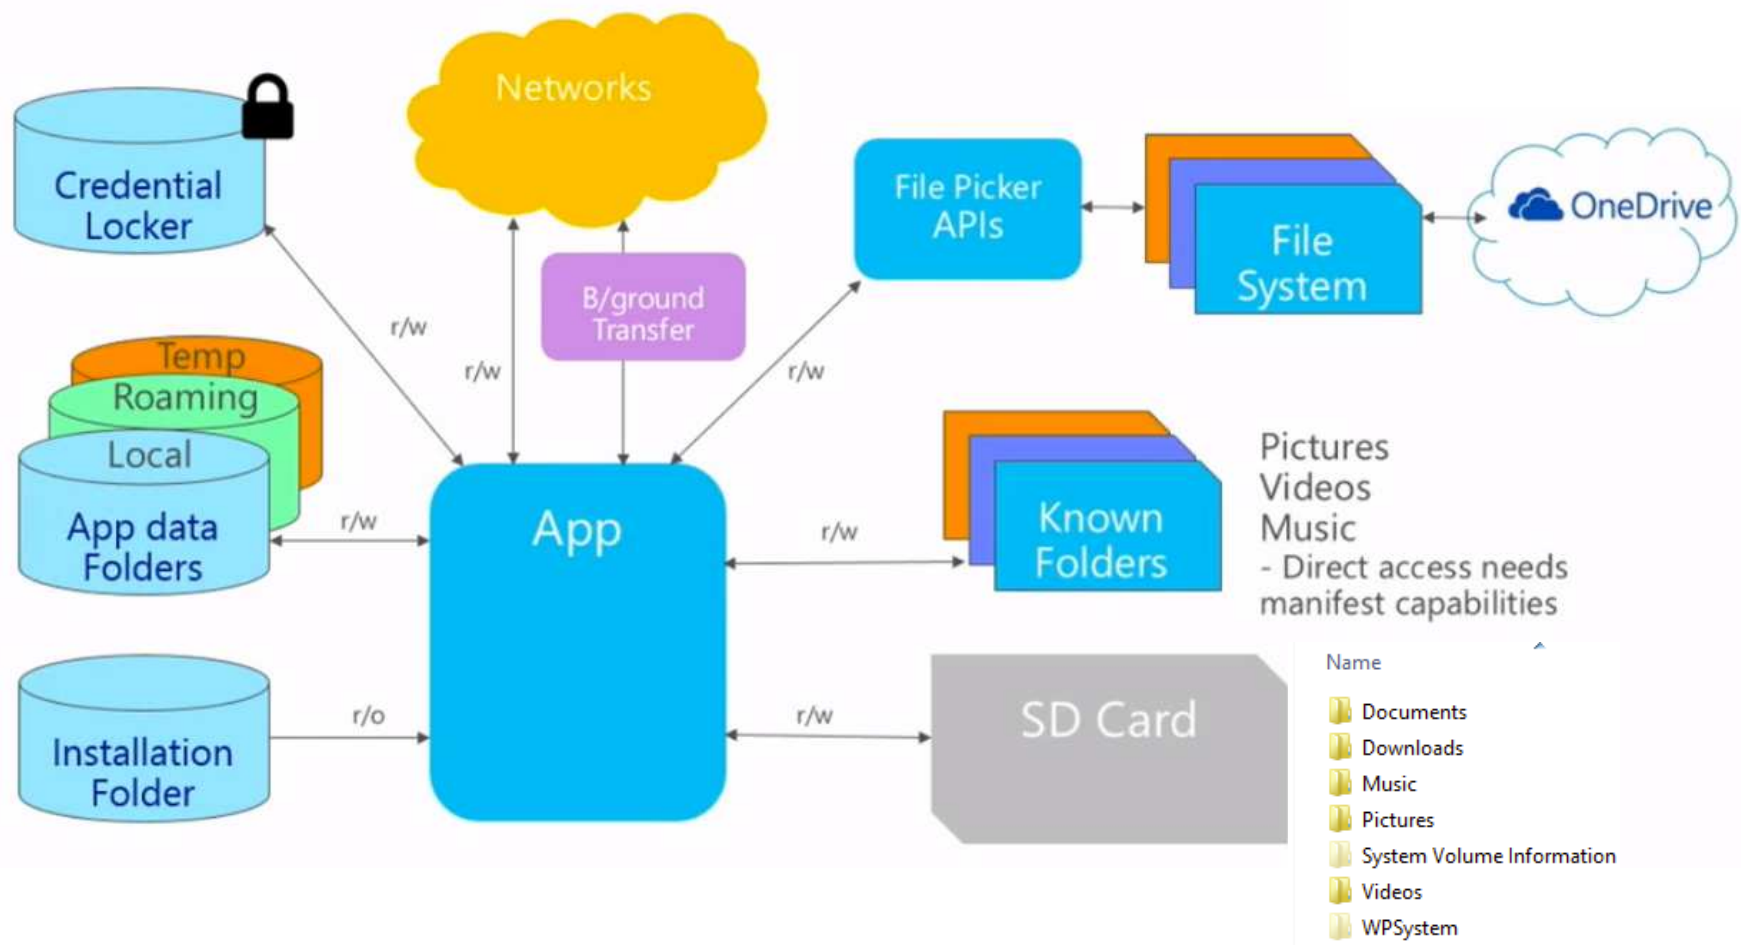 Networks
Credential
Locker
File Picker
APIs
File
System
OneDrive
B/ground
Transfer
r/w
r/w
r/w
Temp
Roaming
Local
App data
Folders
r/w
App
r/w
Known
Folders
Pictures
Videos
Music
- Direct access needs
manifest capabilities
Installation
Folder
r/o
r/w
SD Card
Name
Documents
Downloads
Music
Pictures
System Volume Information
Videos
WPSystem